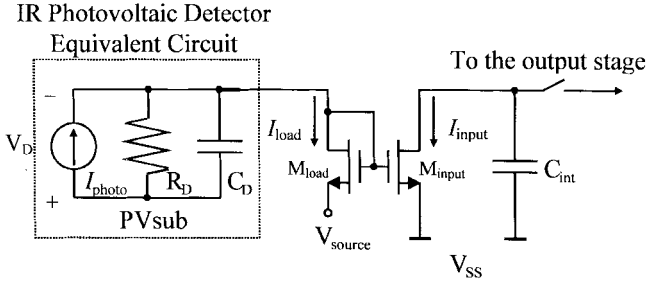 IR Photovoltaic Detector
Equivalent Circuit
To the output stage
−
V_D
I_photo
R_D
C_D
+
PVsub
I_load
M_load
V_source
I_input
M_input
C_int
V_SS